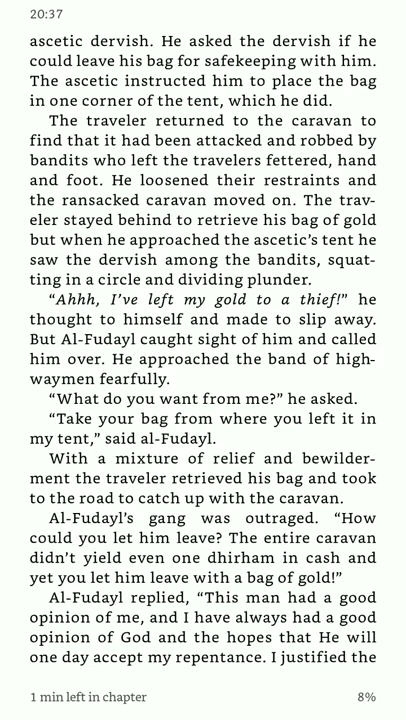 20:37
ascetic dervish. He asked the dervish if he
could leave his bag for safekeeping with him.
The ascetic instructed him to place the bag
in one corner of the tent, which he did.
The traveler returned to the caravan to
find that it had been attacked and robbed by
bandits who left the travelers fettered, hand
and foot. He loosened their restraints and
the ransacked caravan moved on. The trav-
eler stayed behind to retrieve his bag of gold
but when he approached the ascetic's tent he
saw the dervish among the bandits, squat-
ting in a circle and dividing plunder.
“Ahhh, I've left my gold to a thief!” he
thought to himself and made to slip away.
But Al-Fudayl caught sight of him and called
him over. He approached the band of high-
waymen fearfully.
“What do you want from me?” he asked.
“Take your bag from where you left it in
my tent,” said al-Fudayl.
With a mixture of relief and bewilder-
ment the traveler retrieved his bag and took
to the road to catch up with the caravan.
Al-Fudayl's gang was outraged. “How
could you let him leave? The entire caravan
didn't yield even one dhirham in cash and
yet you let him leave with a bag of gold!”
Al-Fudayl replied, “This man had a good
opinion of me, and I have always had a good
opinion of God and the hopes that He will
one day accept my repentance. I justified the
1 min left in chapter
8%